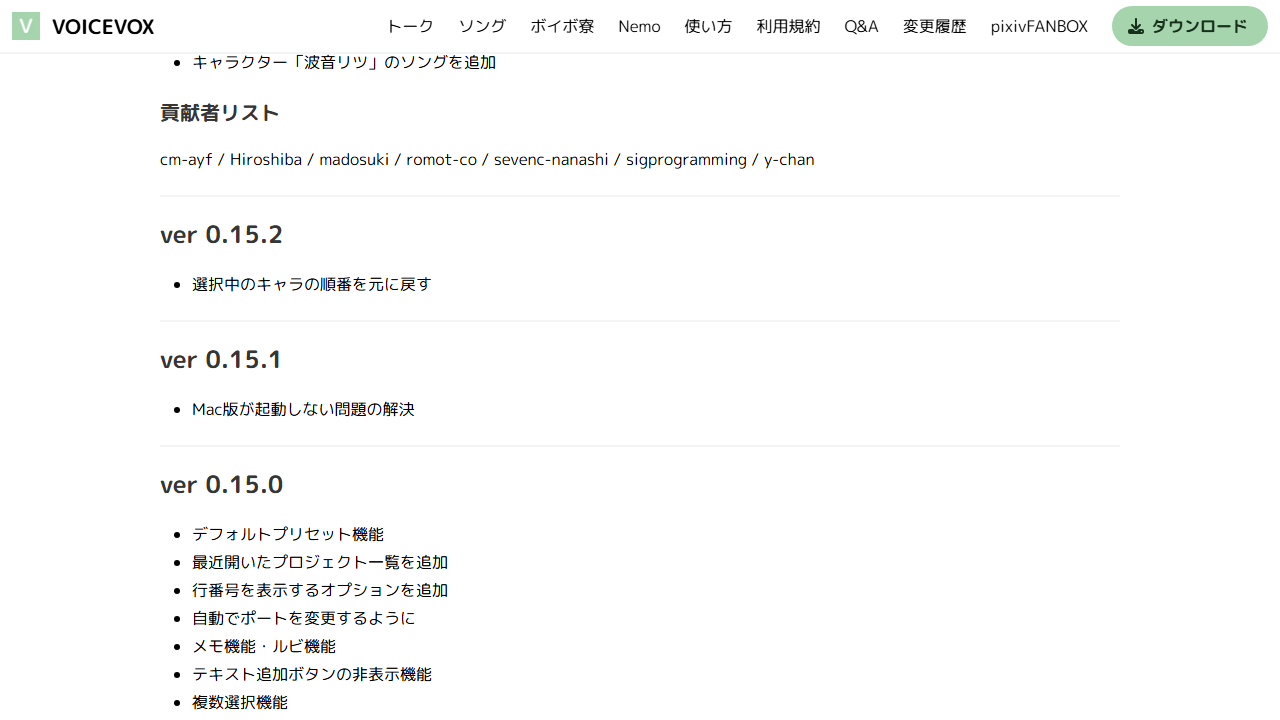 V VOICEVOX トーク ソング ボイボ寮 Nemo 使い方 利用規約 Q&A 変更履歴 pixivFANBOX ダウンロード
キャラクター「波音リツ」のソングを追加
貢献者リスト
cm-ayf / Hiroshiba / madosuki / romot-co / sevenc-nanashi / sigprogramming / y-chan
ver 0.15.2
選択中のキャラの順番を元に戻す
ver 0.15.1
Mac版が起動しない問題の解決
ver 0.15.0
デフォルトプリセット機能
最近開いたプロジェクト一覧を追加
行番号を表示するオプションを追加
自動でポートを変更するように
メモ機能・ルビ機能
テキスト追加ボタンの非表示機能
複数選択機能